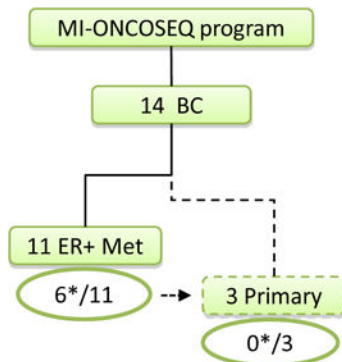 MI-ONCOSEQ program
14 BC
11 ER+ Met
6*/11
3 Primary
0*/3